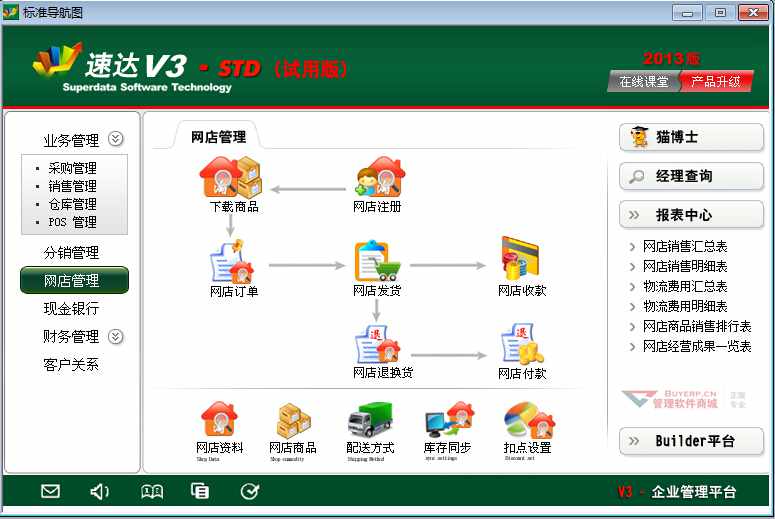 标准导航图
速达V3 - STD (试用版)
Superdata Software Technology
2013版
在线课堂 产品升级
业务管理
采购管理
销售管理
仓库管理
POS 管理
分销管理
网店管理
现金银行
财务管理
客户关系
网店管理
下载商品
网店注册
网店订单
网店发货
网店收款
网店退换货
网店付款
网店资料
网店商品
Shop commodity
配送方式
Shipping Method
库存同步
sync settings
扣点设置
Discount set
猫博士
经理查询
报表中心
网店销售汇总表
网店销售明细表
物流费用汇总表
物流费用明细表
网店商品销售排行表
网店经营成果一览表
BUYERP.CN
管理软件商城
正版
专业
Builder平台
V3 - 企业管理平台